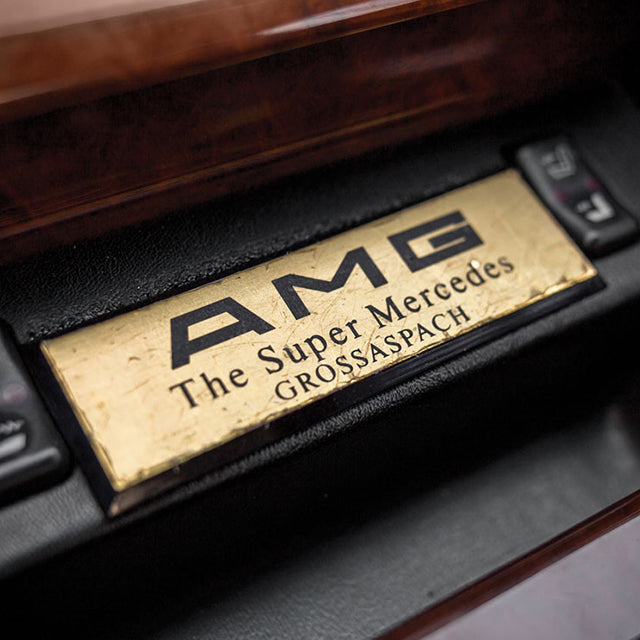 AMG
The Super Mercedes
GROSSASPACH